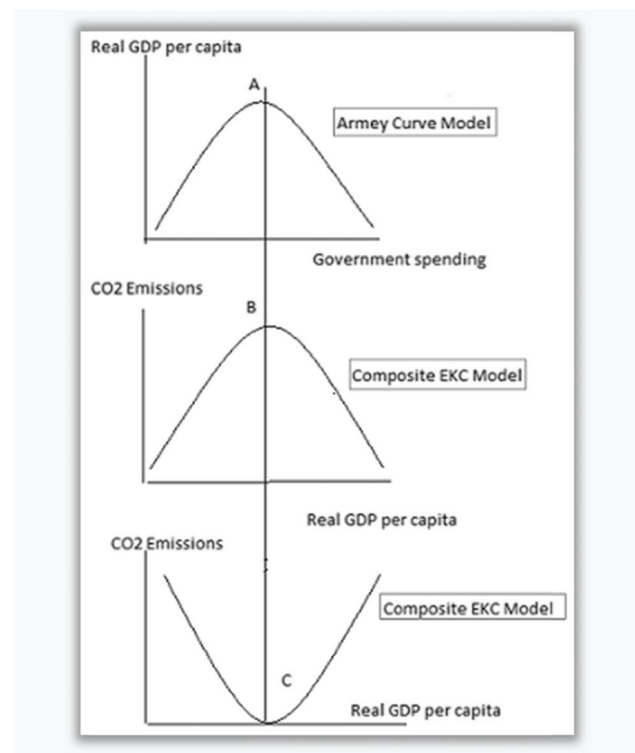 Real GDP per capita
A
Armey Curve Model
Government spending
CO2 Emissions
B
Composite EKC Model
Real GDP per capita
CO2 Emissions
Composite EKC Model
C
Real GDP per capita